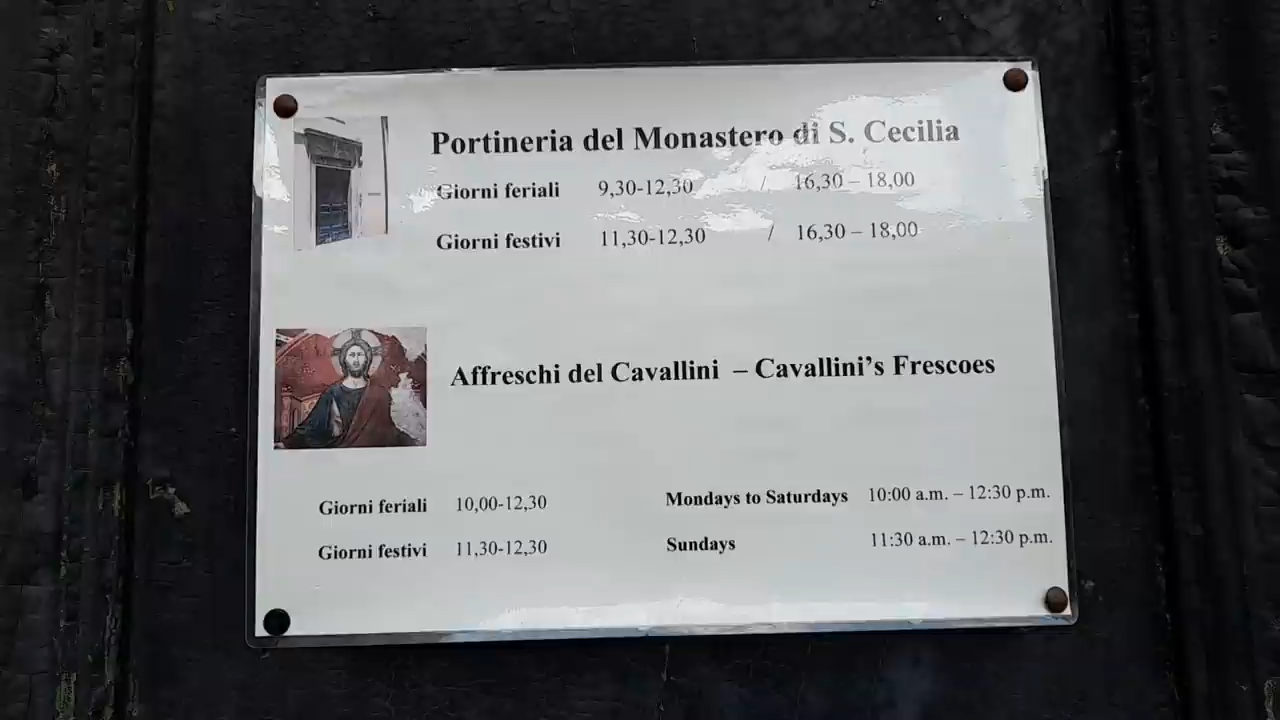 Portineria del Monastero di S. Cecilia
Giorni feriali 9,30-12,30 / 16,30 – 18,00
Giorni festivi 11,30-12,30 / 16,30 – 18,00
Affreschi del Cavallini – Cavallini's Frescoes
Giorni feriali 10,00-12,30 Mondays to Saturdays 10:00 a.m. – 12:30 p.m.
Giorni festivi 11,30-12,30 Sundays 11:30 a.m. – 12:30 p.m.